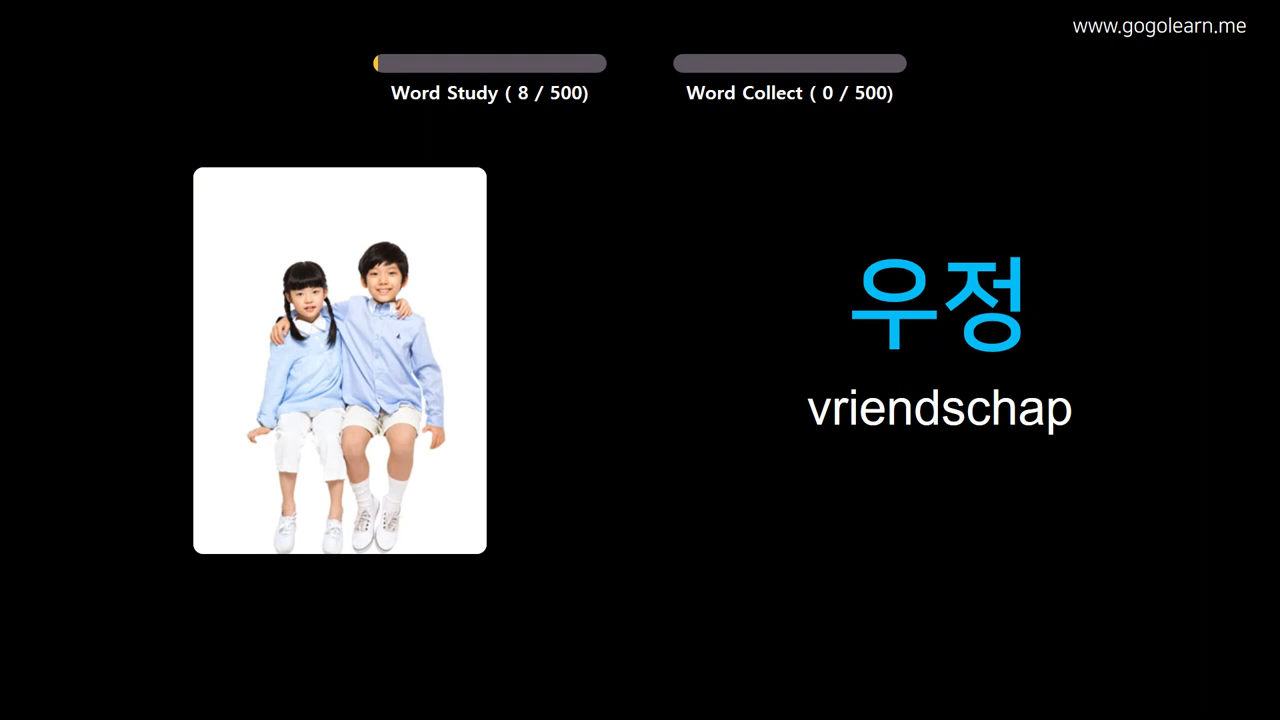 www.gogolearn.me
Word Study ( 8 / 500)
Word Collect ( 0 / 500)
우정
vriendschap